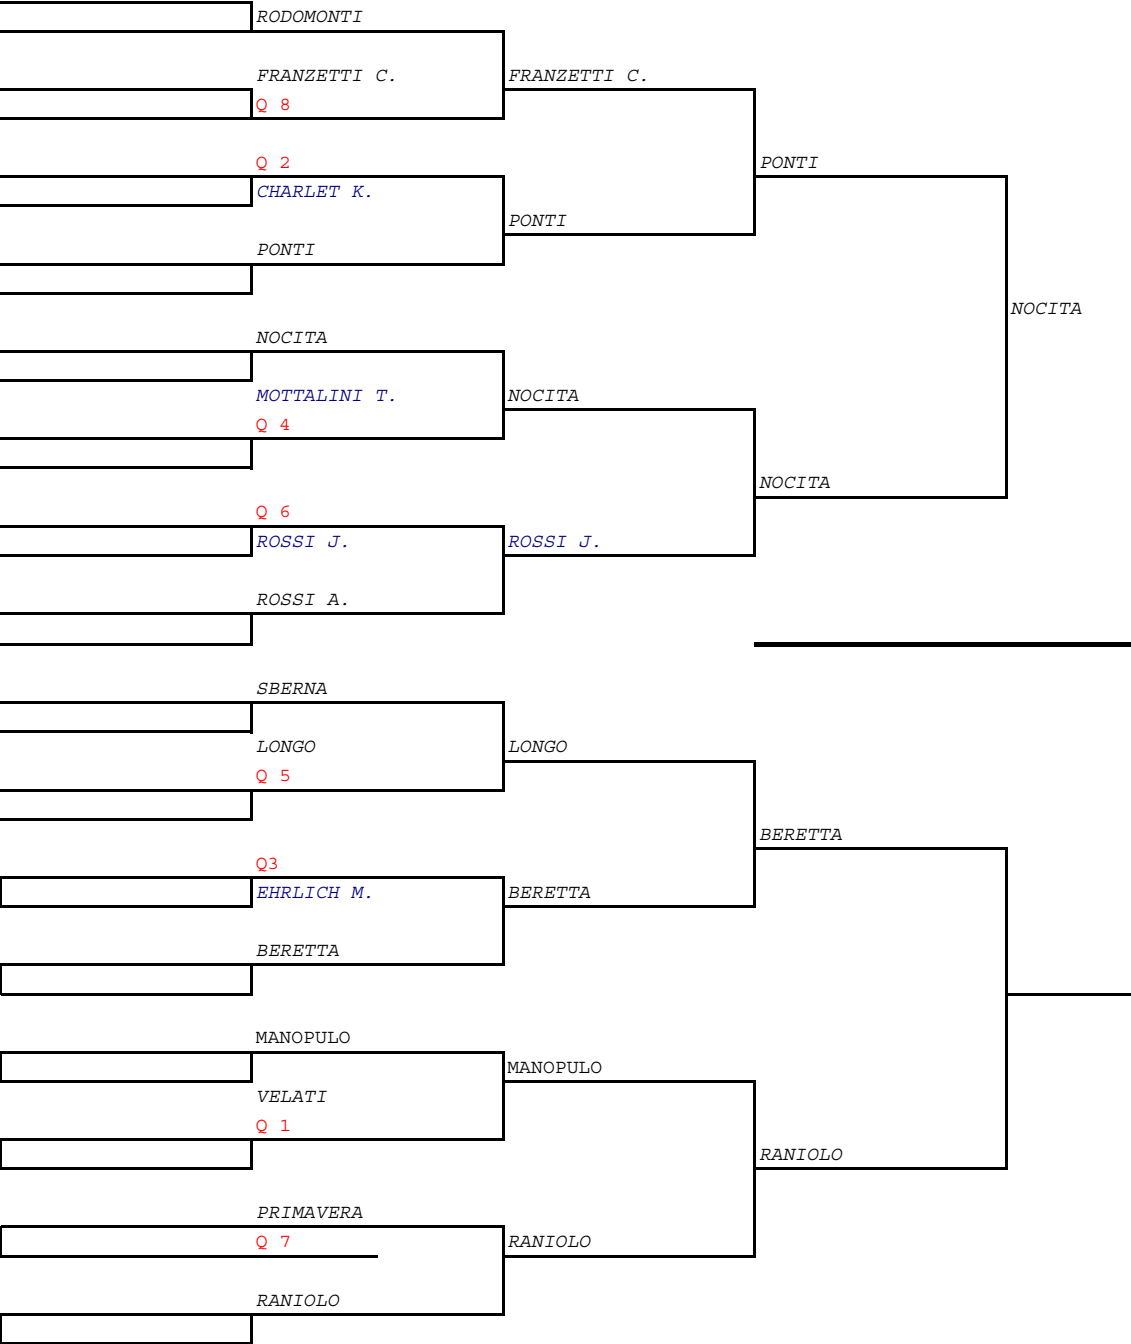 RODOMONTI
FRANZETTI C.
FRANZETTI C.
Q 8
Q 2
PONTI
CHARLET K.
PONTI
PONTI
NOCITA
NOCITA
MOTTALINI T.
NOCITA
Q 4
NOCITA
Q 6
ROSSI J.
ROSSI J.
ROSSI A.
SBERNA
LONGO
LONGO
Q 5
BERETTA
Q3
EHRLICH M.
BERETTA
BERETTA
MANOPULO
MANOPULO
VELATI
Q 1
RANIOLO
PRIMAVERA
Q 7
RANIOLO
RANIOLO